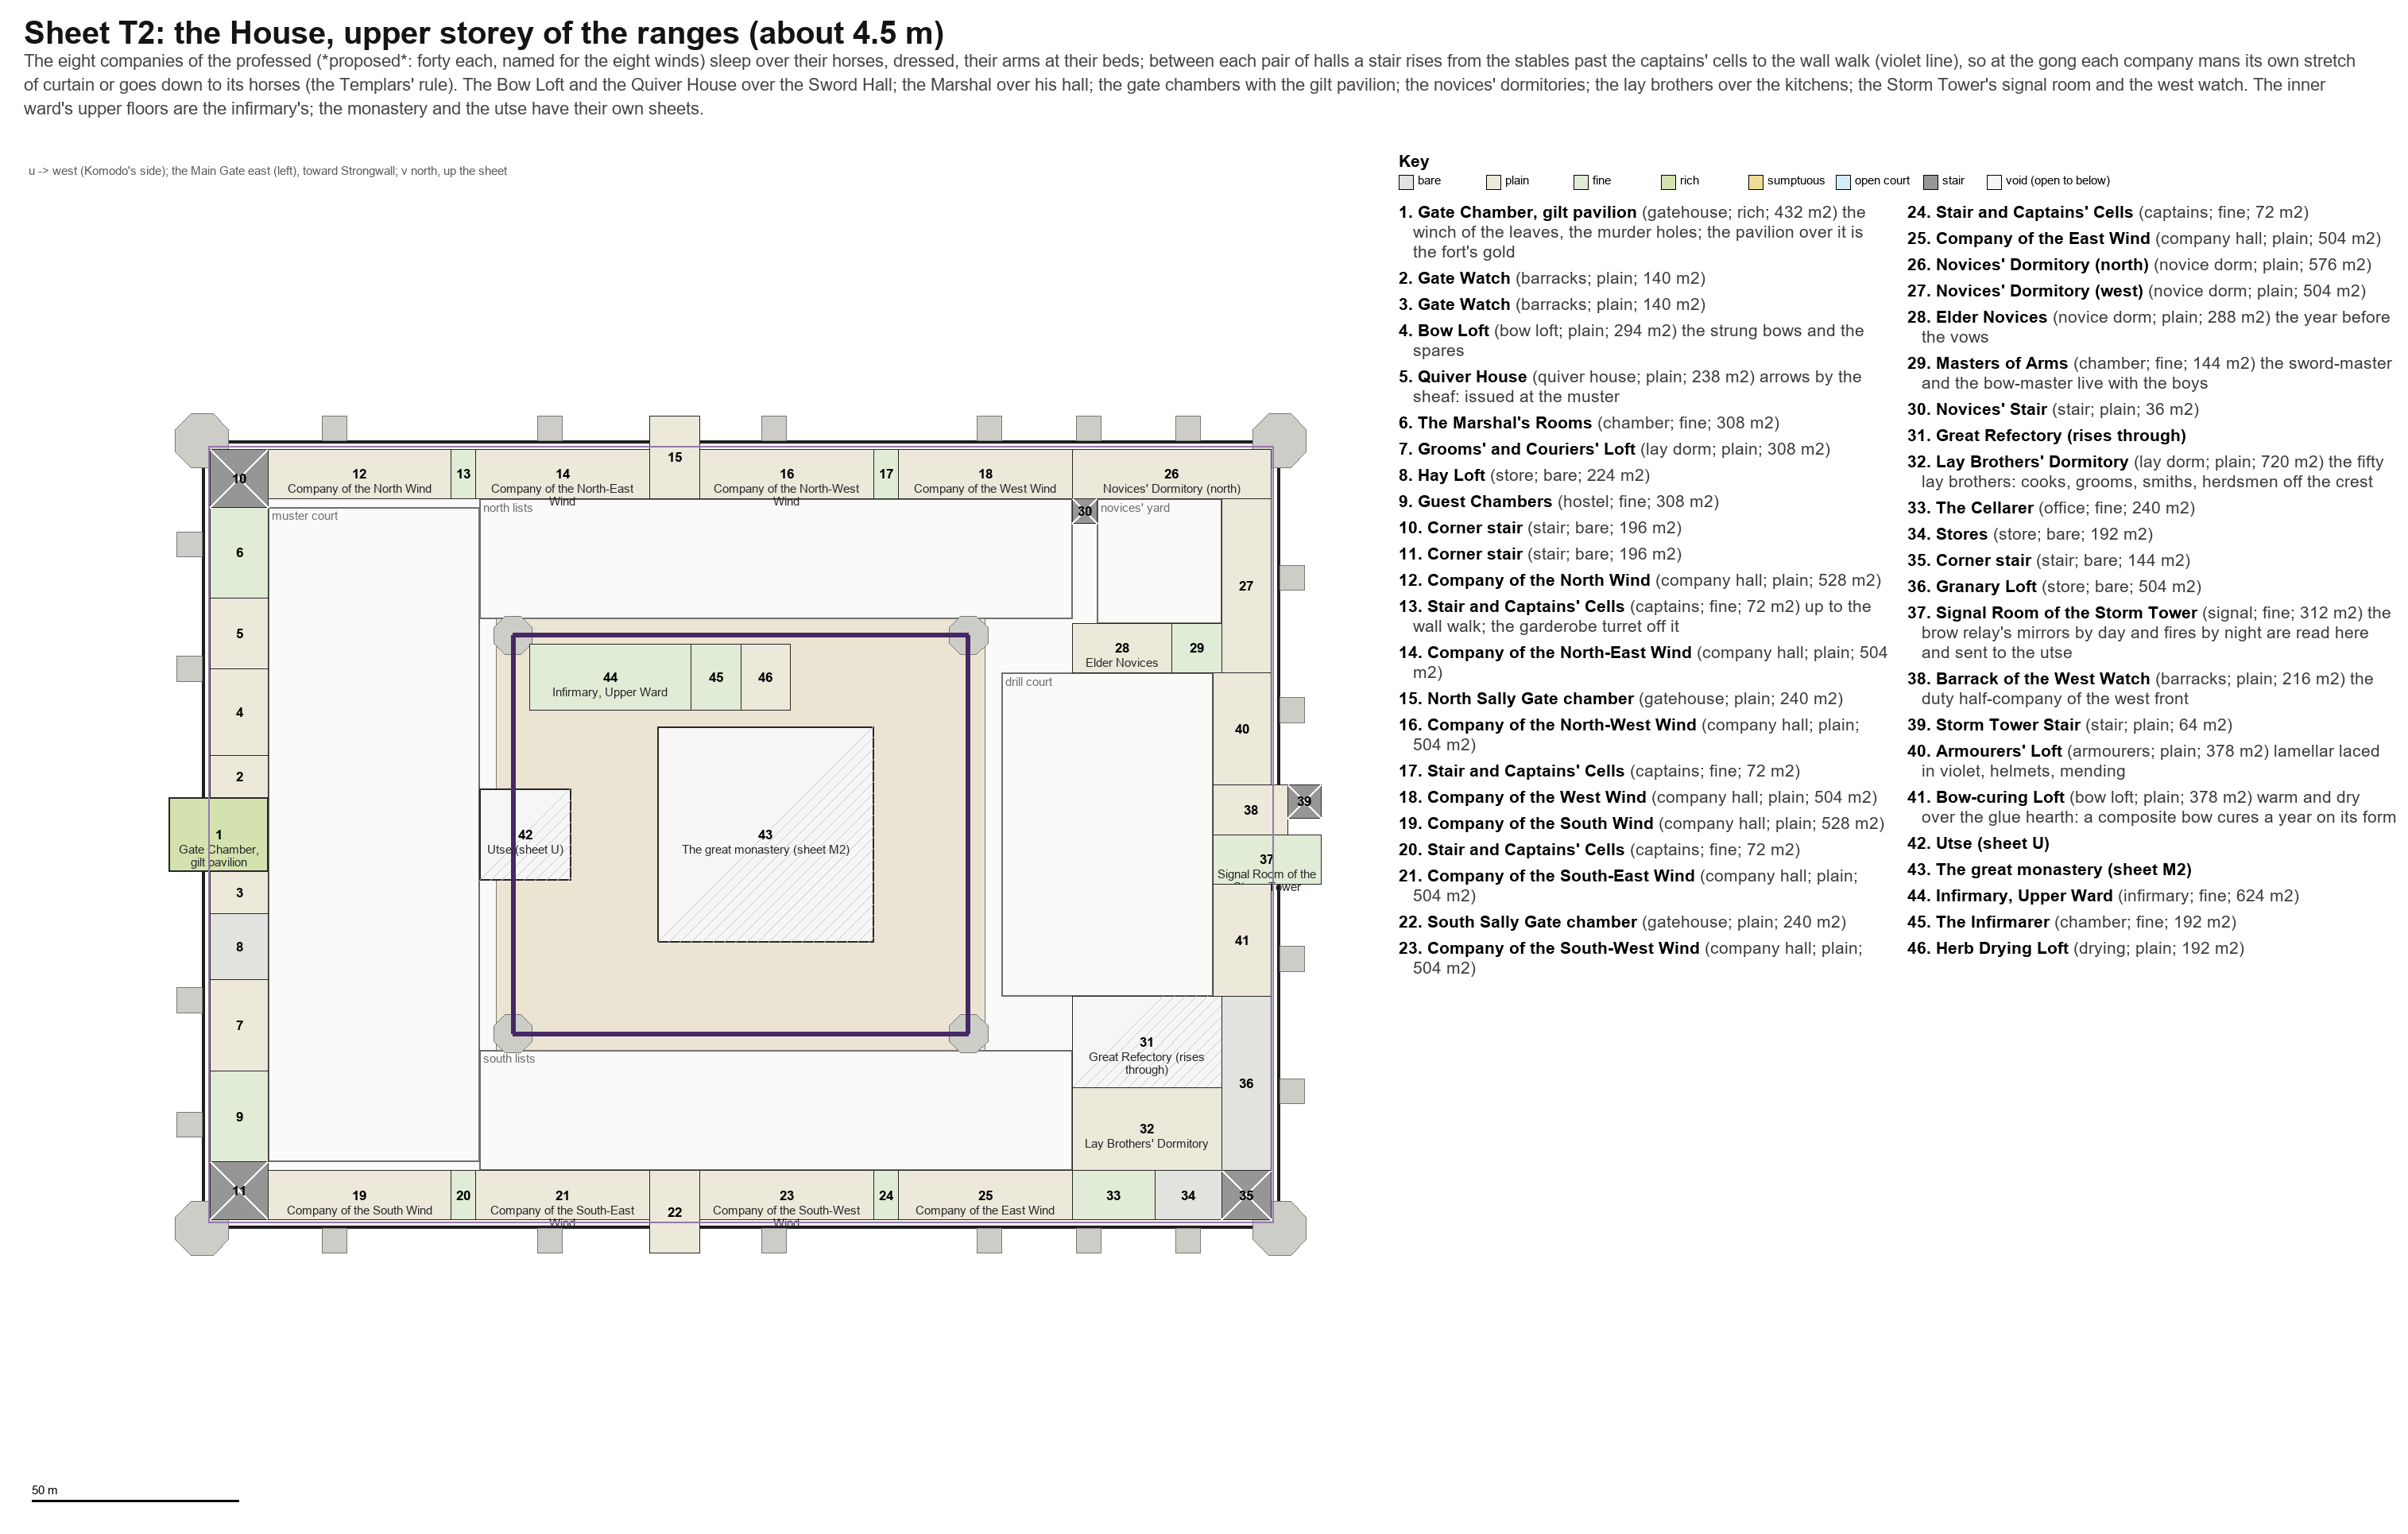 Sheet T2: the House, upper storey of the ranges (about 4.5 m)
The eight companies of the professed (*proposed*: forty each, named for the eight winds) sleep over their horses, dressed, their arms at their beds; between each pair of halls a stair rises from the stables past the captains' cells to the wall walk (violet line), so at the gong each company mans its own stretch
of curtain or goes down to its horses (the Templars' rule). The Bow Loft and the Quiver House over the Sword Hall; the Marshal over his hall; the gate chambers with the gilt pavilion; the novices' dormitories; the lay brothers over the kitchens; the Storm Tower's signal room and the west watch. The inner
ward's upper floors are the infirmary's; the monastery and the utse have their own sheets.
u -> west (Komodo's side); the Main Gate east (left), toward Strongwall; v north, up the sheet
10
12
Company of the North Wind
13
14
Company of the North-East
Wind
15
16
Company of the North-West
Wind
17
18
Company of the West Wind
26
Novices' Dormitory (north)
muster court
north lists
30
novices' yard
6
27
5
28
Elder Novices
29
44
Infirmary, Upper Ward
45
46
drill court
4
40
2
38
39
1
Gate Chamber,
gilt pavilion
42
Utse (sheet U)
43
The great monastery (sheet M2)
37
Signal Room of the
Storm Tower
3
8
41
7
31
Great Refectory (rises
through)
south lists
36
9
32
Lay Brothers' Dormitory
11
19
Company of the South Wind
20
21
Company of the South-East
Wind
22
23
Company of the South-West
Wind
24
25
Company of the East Wind
33
34
35
50 m
Key
bare
plain
fine
rich
sumptuous
open court
stair
void (open to below)
1. Gate Chamber, gilt pavilion (gatehouse; rich; 432 m2) the
winch of the leaves, the murder holes; the pavilion over it is
the fort's gold
2. Gate Watch (barracks; plain; 140 m2)
3. Gate Watch (barracks; plain; 140 m2)
4. Bow Loft (bow loft; plain; 294 m2) the strung bows and the
spares
5. Quiver House (quiver house; plain; 238 m2) arrows by the
sheaf: issued at the muster
6. The Marshal's Rooms (chamber; fine; 308 m2)
7. Grooms' and Couriers' Loft (lay dorm; plain; 308 m2)
8. Hay Loft (store; bare; 224 m2)
9. Guest Chambers (hostel; fine; 308 m2)
10. Corner stair (stair; bare; 196 m2)
11. Corner stair (stair; bare; 196 m2)
12. Company of the North Wind (company hall; plain; 528 m2)
13. Stair and Captains' Cells (captains; fine; 72 m2) up to the
wall walk; the garderobe turret off it
14. Company of the North-East Wind (company hall; plain; 504
m2)
15. North Sally Gate chamber (gatehouse; plain; 240 m2)
16. Company of the North-West Wind (company hall; plain;
504 m2)
17. Stair and Captains' Cells (captains; fine; 72 m2)
18. Company of the West Wind (company hall; plain; 504 m2)
19. Company of the South Wind (company hall; plain; 528 m2)
20. Stair and Captains' Cells (captains; fine; 72 m2)
21. Company of the South-East Wind (company hall; plain;
504 m2)
22. South Sally Gate chamber (gatehouse; plain; 240 m2)
23. Company of the South-West Wind (company hall; plain;
504 m2)
24. Stair and Captains' Cells (captains; fine; 72 m2)
25. Company of the East Wind (company hall; plain; 504 m2)
26. Novices' Dormitory (north) (novice dorm; plain; 576 m2)
27. Novices' Dormitory (west) (novice dorm; plain; 504 m2)
28. Elder Novices (novice dorm; plain; 288 m2) the year before
the vows
29. Masters of Arms (chamber; fine; 144 m2) the sword-master
and the bow-master live with the boys
30. Novices' Stair (stair; plain; 36 m2)
31. Great Refectory (rises through)
32. Lay Brothers' Dormitory (lay dorm; plain; 720 m2) the fifty
lay brothers: cooks, grooms, smiths, herdsmen off the crest
33. The Cellarer (office; fine; 240 m2)
34. Stores (store; bare; 192 m2)
35. Corner stair (stair; bare; 144 m2)
36. Granary Loft (store; bare; 504 m2)
37. Signal Room of the Storm Tower (signal; fine; 312 m2) the
brow relay's mirrors by day and fires by night are read here
and sent to the utse
38. Barrack of the West Watch (barracks; plain; 216 m2) the
duty half-company of the west front
39. Storm Tower Stair (stair; plain; 64 m2)
40. Armourers' Loft (armourers; plain; 378 m2) lamellar laced
in violet, helmets, mending
41. Bow-curing Loft (bow loft; plain; 378 m2) warm and dry
over the glue hearth: a composite bow cures a year on its form
42. Utse (sheet U)
43. The great monastery (sheet M2)
44. Infirmary, Upper Ward (infirmary; fine; 624 m2)
45. The Infirmarer (chamber; fine; 192 m2)
46. Herb Drying Loft (drying; plain; 192 m2)